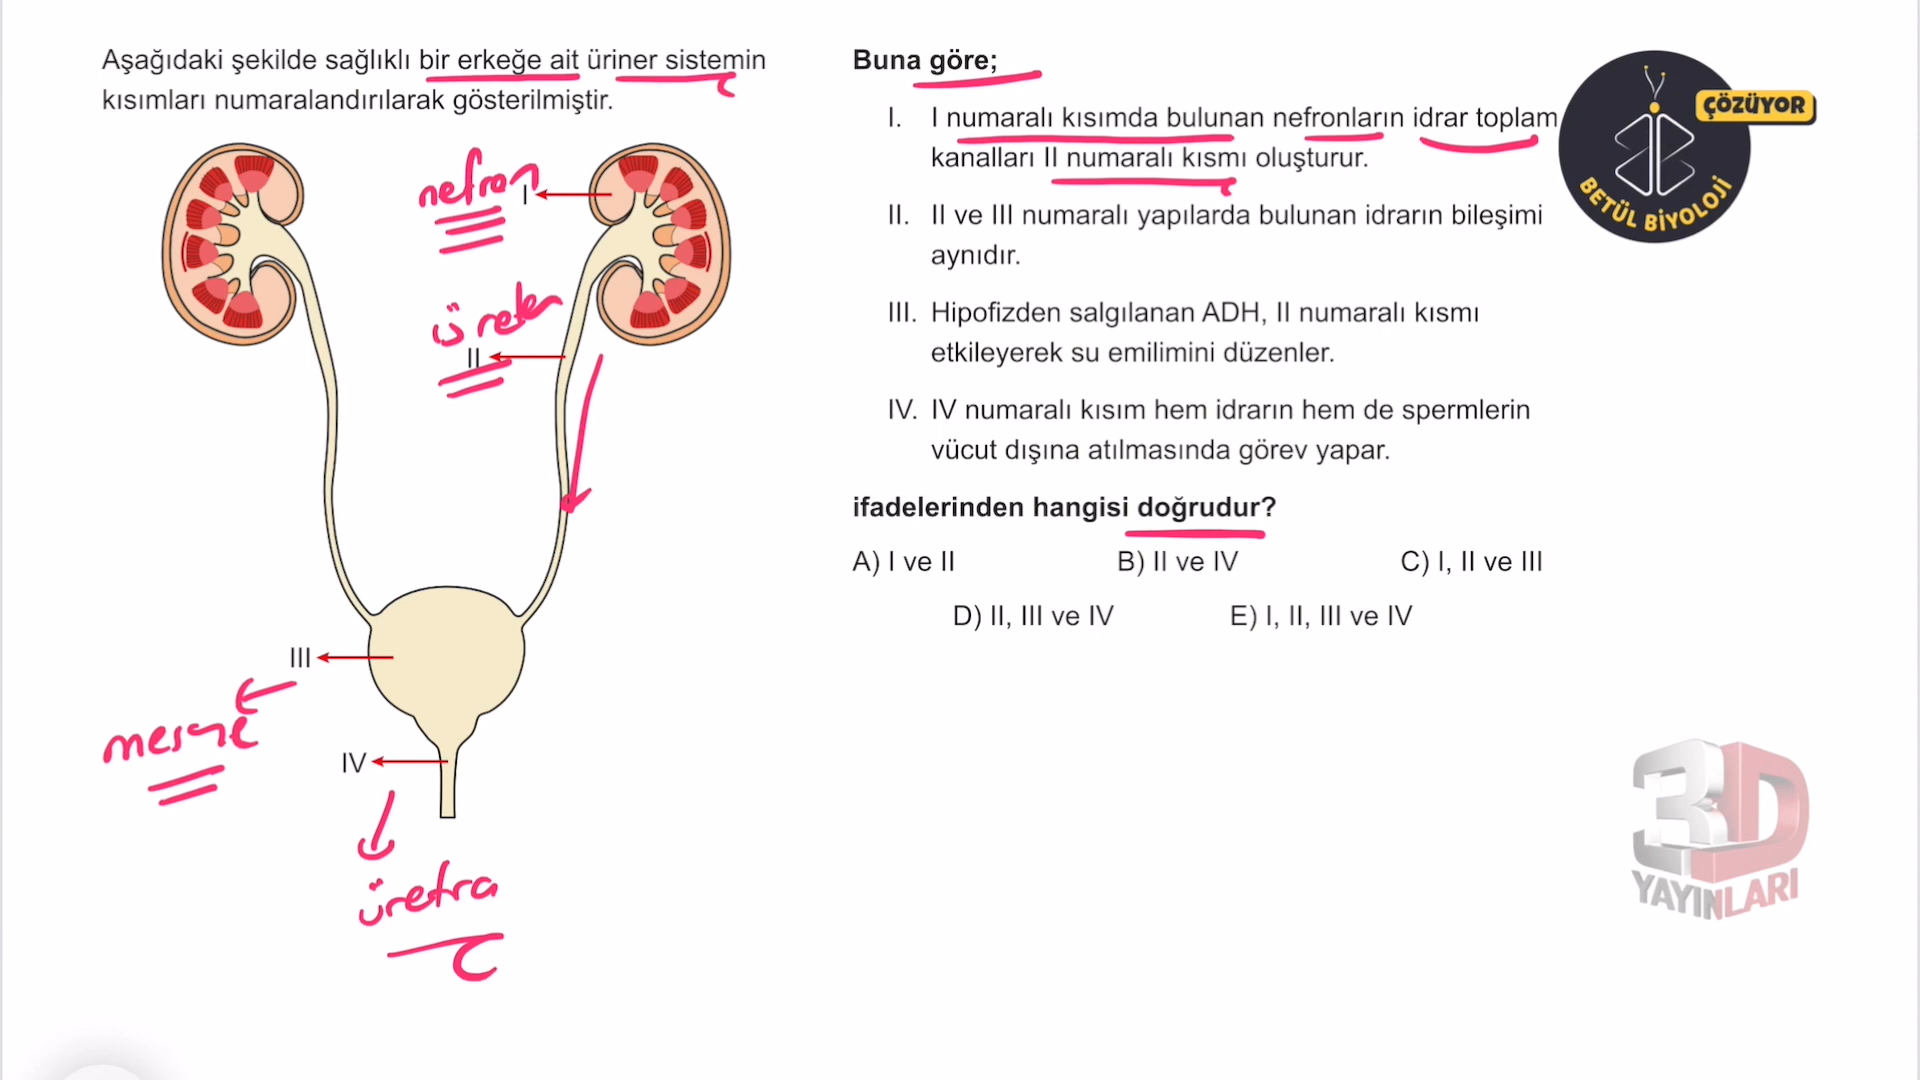 Aşağıdaki şekilde sağlıklı bir erkeğe ait üriner sistemin
kısımları numaralandırılarak gösterilmiştir.
nefron
I
üreter
II
III
mesane
IV
üretra
Buna göre;
I. I numaralı kısımda bulunan nefronların idrar toplam
kanalları II numaralı kısmı oluşturur.
II. II ve III numaralı yapılarda bulunan idrarın bileşimi
aynıdır.
III. Hipofizden salgılanan ADH, II numaralı kısmı
etkileyerek su emilimini düzenler.
IV. IV numaralı kısım hem idrarın hem de spermlerin
vücut dışına atılmasında görev yapar.
ifadelerinden hangisi doğrudur?
A) I ve II B) II ve IV C) I, II ve III
D) II, III ve IV E) I, II, III ve IV
ÇÖZÜYOR
BETÜL BİYOLOJİ
3D
YAYINLARI